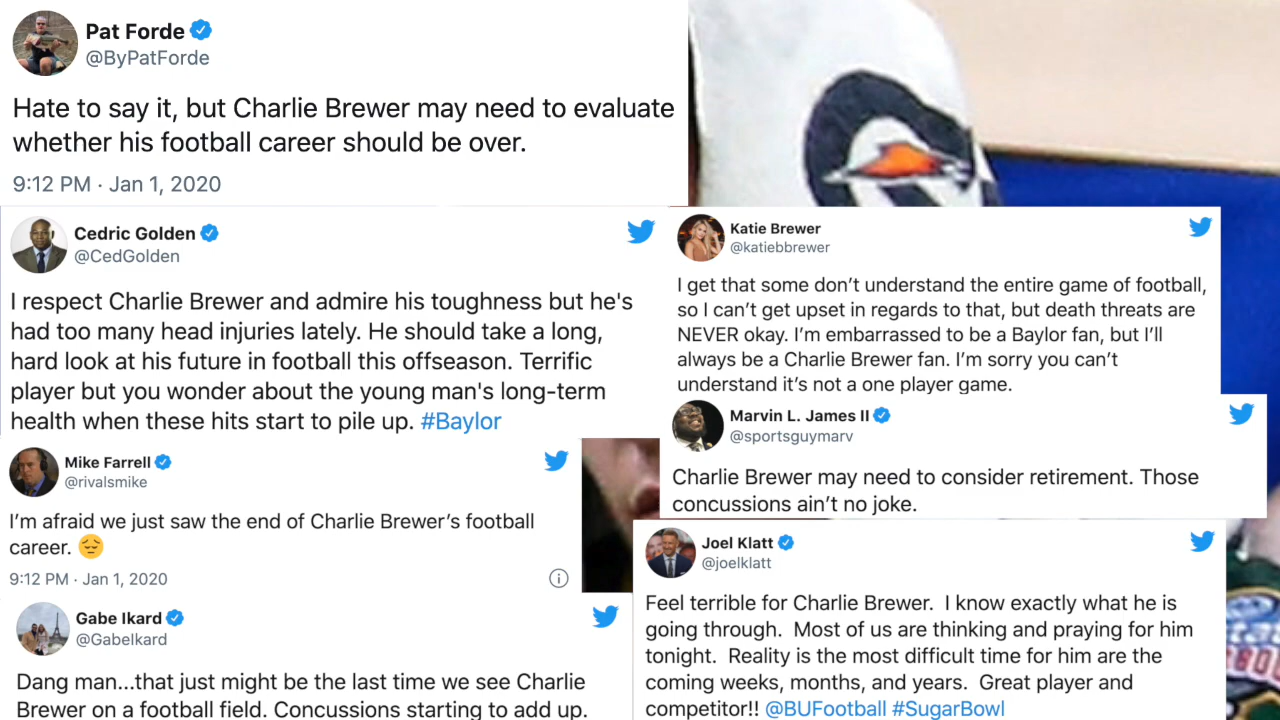 Pat Forde
@ByPatForde
Hate to say it, but Charlie Brewer may need to evaluate
whether his football career should be over.
9:12 PM · Jan 1, 2020
Cedric Golden
@CedGolden
I respect Charlie Brewer and admire his toughness but he's
had too many head injuries lately. He should take a long,
hard look at his future in football this offseason. Terrific
player but you wonder about the young man's long-term
health when these hits start to pile up. #Baylor
Mike Farrell
@rivalsmike
I’m afraid we just saw the end of Charlie Brewer’s football
career. 😔
9:12 PM · Jan 1, 2020
Gabe Ikard
@GabeIkard
Dang man...that just might be the last time we see Charlie
Brewer on a football field. Concussions starting to add up.
Katie Brewer
@katiebbrewer
I get that some don’t understand the entire game of football,
so I can’t get upset in regards to that, but death threats are
NEVER okay. I’m embarrassed to be a Baylor fan, but I’ll
always be a Charlie Brewer fan. I’m sorry you can’t
understand it’s not a one player game.
Marvin L. James II
@sportsguymarv
Charlie Brewer may need to consider retirement. Those
concussions ain’t no joke.
Joel Klatt
@joelklatt
Feel terrible for Charlie Brewer.  I know exactly what he is
going through.  Most of us are thinking and praying for him
tonight.  Reality is the most difficult time for him are the
coming weeks, months, and years.  Great player and
competitor!! @BUFootball #SugarBowl